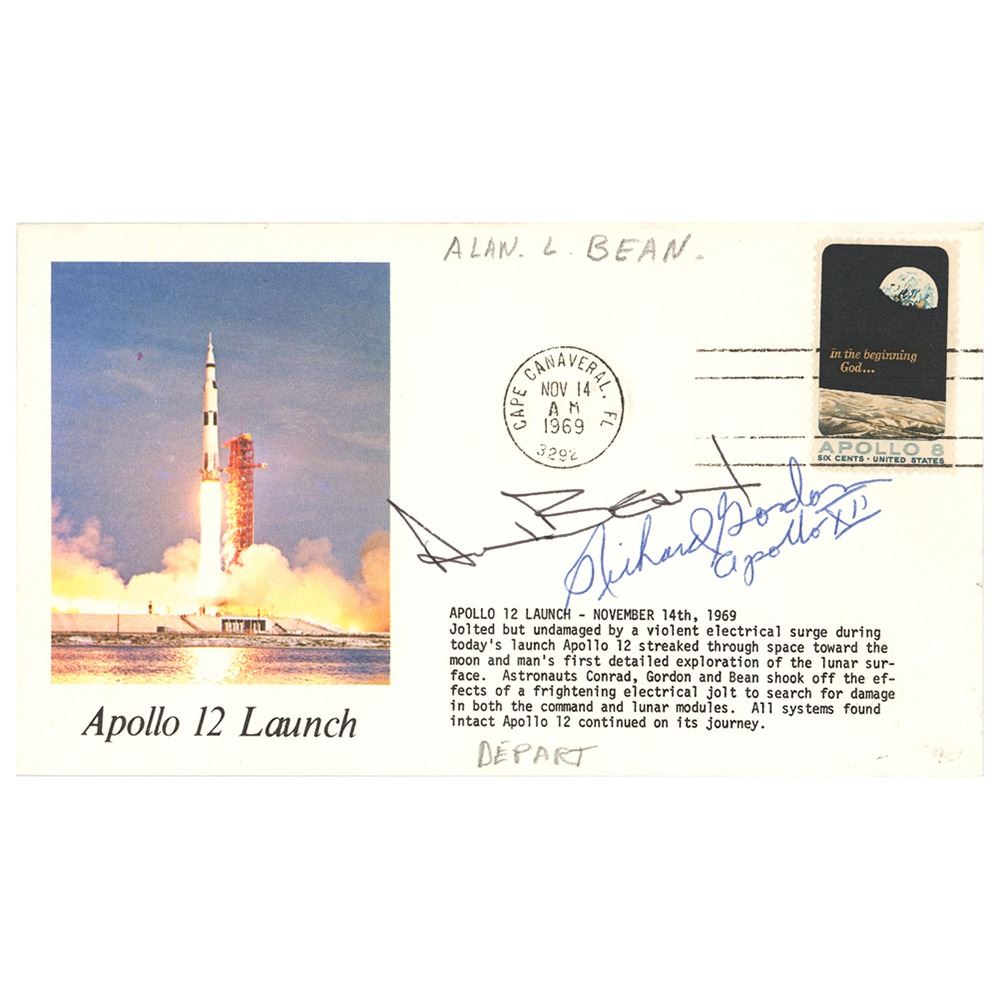 ALAN. L. BEAN.
In the beginning
God...
APOLLO 8
SIX CENTS · UNITED STATES
CAPE CANAVERAL, FL
NOV 14
AM
1969
3292
Alan Bean
Richard Gordon
Apollo XII
APOLLO 12 LAUNCH - NOVEMBER 14th, 1969
Jolted but undamaged by a violent electrical surge during
today's launch Apollo 12 streaked through space toward the
moon and man's first detailed exploration of the lunar sur-
face. Astronauts Conrad, Gordon and Bean shook off the ef-
fects of a frightening electrical jolt to search for damage
in both the command and lunar modules. All systems found
intact Apollo 12 continued on its journey.
Apollo 12 Launch
DÉPART